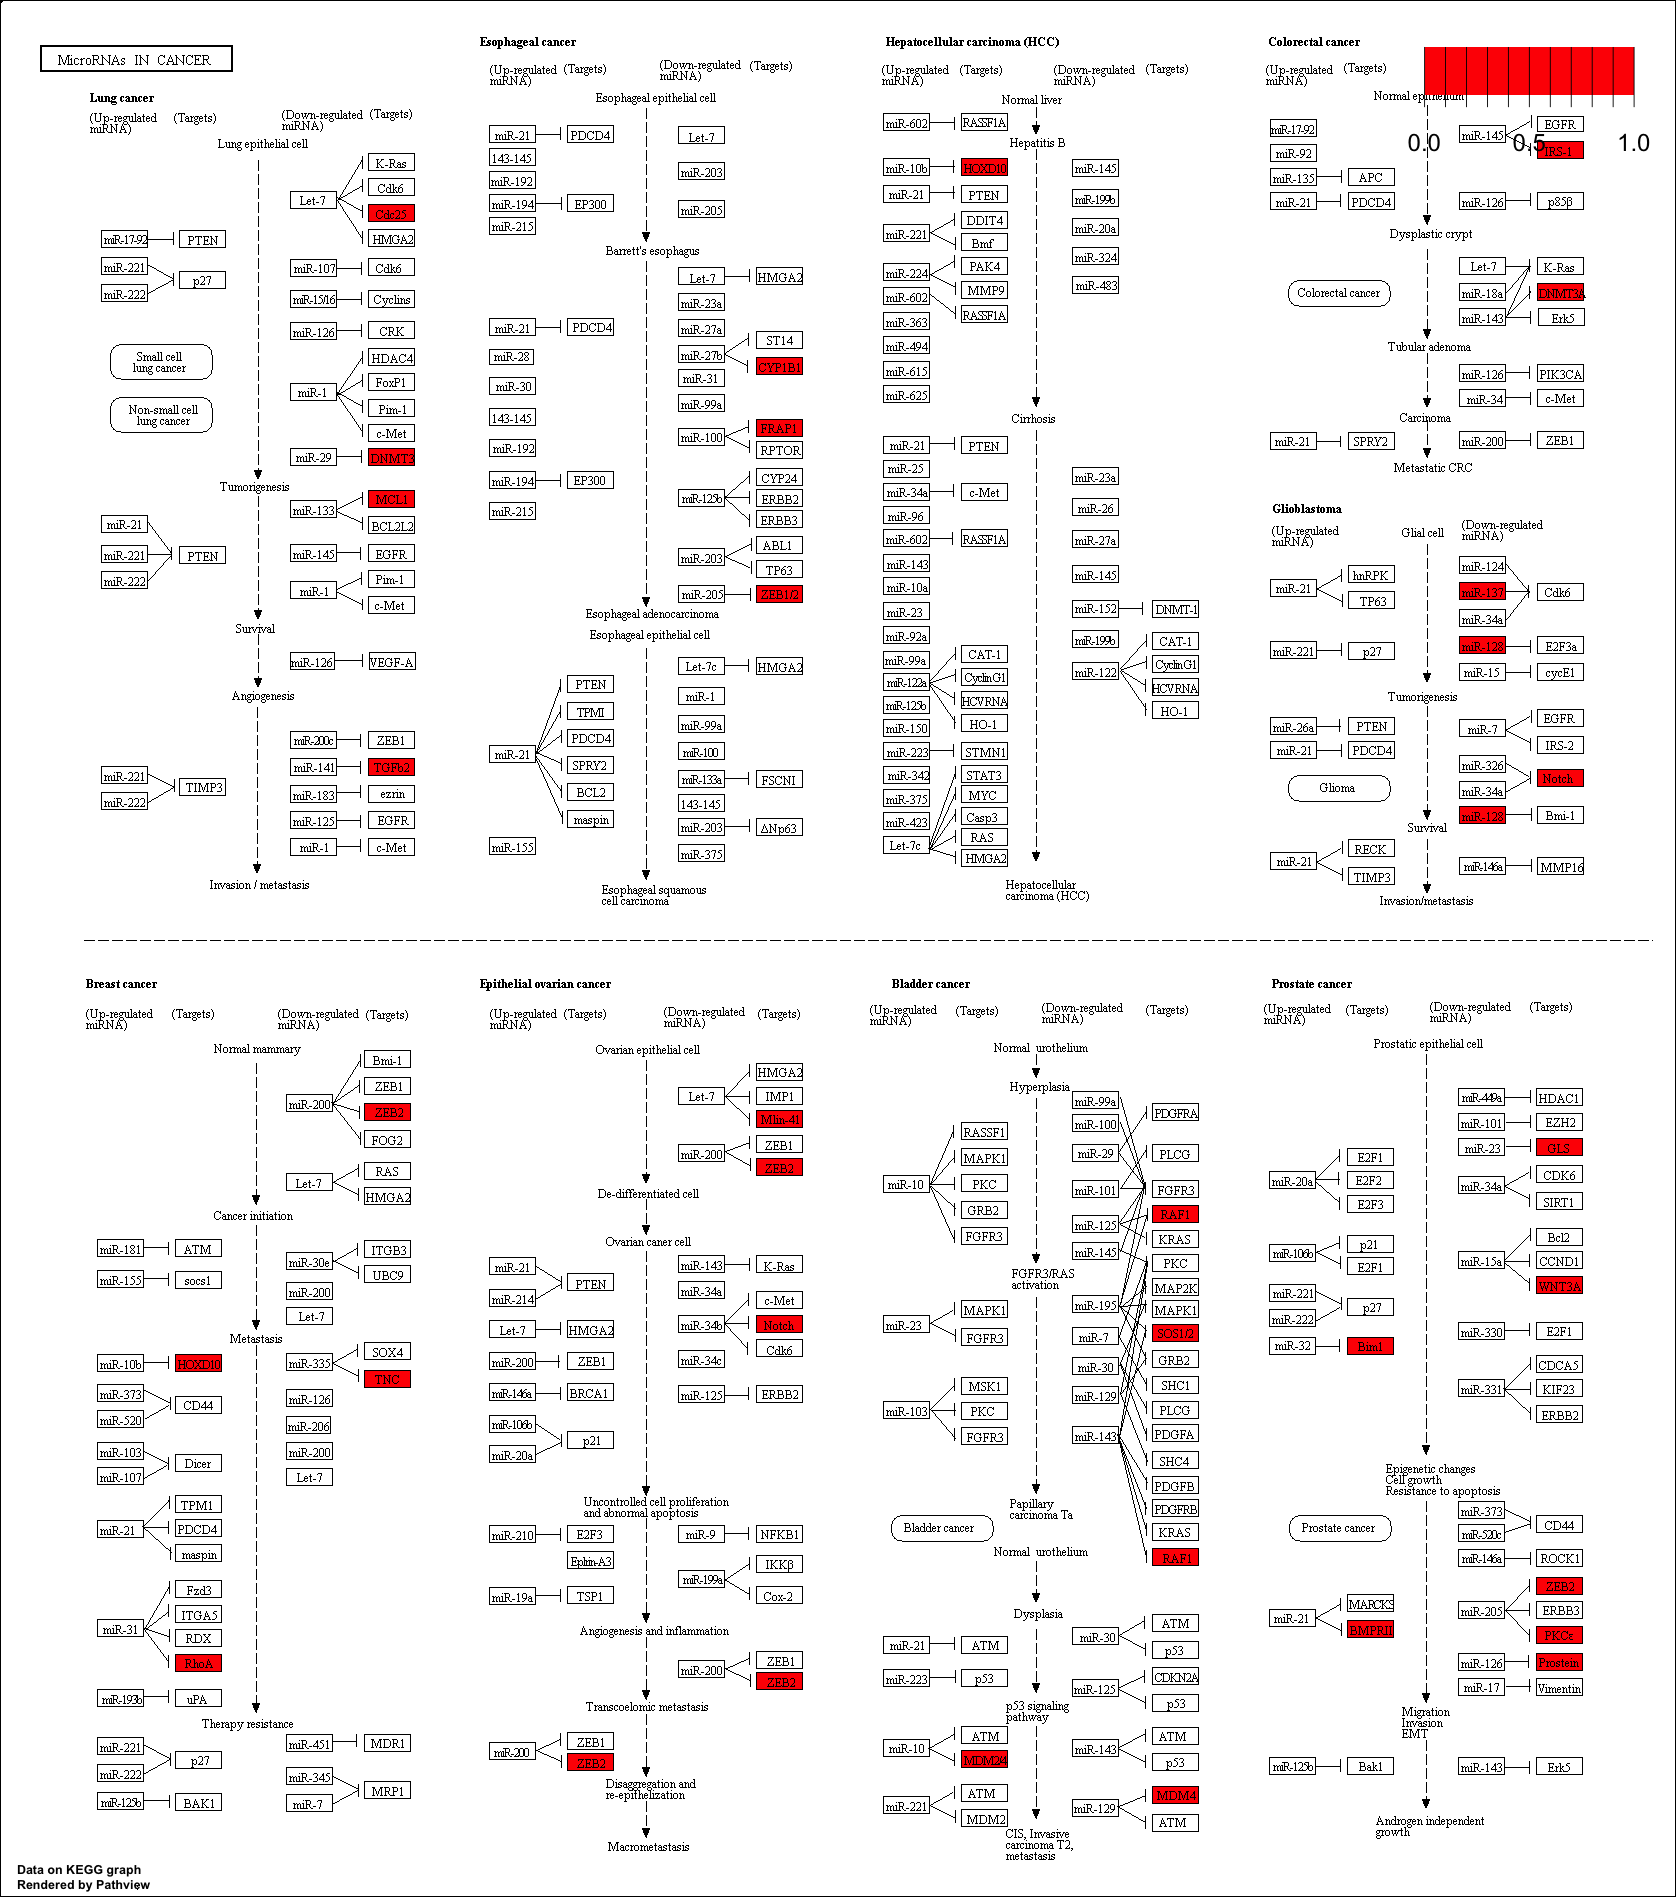 MicroRNAs IN CANCER
Lung cancer
(Up-regulated
miRNA)
(Targets)
(Down-regulated
miRNA)
(Targets)
Lung epithelial cell
Let-7
K-Ras
Cdk6
Cdc25
HMGA2
miR-17-92
PTEN
miR-221
miR-222
p27
miR-107
Cdk6
miR-15/16
Cyclins
miR-126
CRK
Small cell
lung cancer
Non-small cell
lung cancer
miR-1
HDAC4
FoxP1
Pim-1
c-Met
miR-29
DNMT3
Tumorigenesis
miR-133
MCL1
BCL2L2
miR-21
miR-221
miR-222
PTEN
miR-145
EGFR
miR-1
Pim-1
c-Met
Survival
miR-126
VEGF-A
Angiogenesis
miR-200c
ZEB1
miR-141
TGFb2
miR-221
miR-222
TIMP3
miR-183
ezrin
miR-125
EGFR
miR-1
c-Met
Invasion / metastasis
Esophageal cancer
(Up-regulated
miRNA)
(Targets)
(Down-regulated
miRNA)
(Targets)
Esophageal epithelial cell
miR-21
PDCD4
143-145
miR-192
miR-194
EP300
miR-215
Let-7
miR-203
miR-205
Barrett's esophagus
Let-7
HMGA2
miR-23a
miR-27a
miR-27b
ST14
CYP1B1
miR-31
miR-99a
miR-100
FRAP1
RPTOR
miR-125b
CYP24
ERBB2
ERBB3
miR-203
ABL1
TP63
miR-205
ZEB1/2
miR-21
PDCD4
miR-28
miR-30
143-145
miR-192
miR-194
EP300
miR-215
Esophageal adenocarcinoma
Esophageal epithelial cell
Let-7c
HMGA2
miR-1
miR-99a
miR-100
miR-133a
FSCN1
143-145
miR-203
ΔNp63
miR-375
miR-21
PTEN
TPM1
PDCD4
SPRY2
BCL2
maspin
miR-155
Esophageal squamous
cell carcinoma
Hepatocellular carcinoma (HCC)
(Up-regulated
miRNA)
(Targets)
(Down-regulated
miRNA)
(Targets)
Normal liver
miR-602
RASSF1A
Hepatitis B
miR-10b
HOXD10
miR-21
PTEN
miR-221
DDIT4
Bmf
miR-224
PAK4
MMP9
miR-602
RASSF1A
miR-363
miR-494
miR-615
miR-625
miR-145
miR-199b
miR-20a
miR-324
miR-483
Cirrhosis
miR-21
PTEN
miR-25
miR-34a
c-Met
miR-96
miR-602
RASSF1A
miR-143
miR-10a
miR-23
miR-92a
miR-99a
miR-122a
CAT-1
CyclinG1
HCVRNA
HO-1
miR-125b
miR-150
miR-223
STMN1
miR-342
miR-375
miR-423
Let-7c
STAT3
MYC
Casp3
RAS
HMGA2
miR-23a
miR-26
miR-27a
miR-145
miR-152
DNMT-1
miR-199b
miR-122
CAT-1
CyclinG1
HCVRNA
HO-1
Hepatocellular
carcinoma (HCC)
Colorectal cancer
(Up-regulated
miRNA)
(Targets)
0.0
0.5
1.0
Normal epithelium
miR-17-92
miR-92
miR-135
APC
miR-21
PDCD4
miR-145
EGFR
IRS-1
miR-126
p85β
Dysplastic crypt
Colorectal cancer
Let-7
miR-18a
miR-143
K-Ras
DNMT3A
Erk5
Tubular adenoma
miR-126
PIK3CA
miR-34
c-Met
Carcinoma
miR-21
SPRY2
miR-200
ZEB1
Metastatic CRC
Glioblastoma
(Up-regulated
miRNA)
Glial cell
(Down-regulated
miRNA)
miR-21
hnRPK
TP63
miR-124
miR-137
miR-34a
Cdk6
miR-221
p27
miR-128
E2F3a
miR-15
cycE1
Tumorigenesis
miR-26a
PTEN
miR-21
PDCD4
miR-7
EGFR
IRS-2
Glioma
miR-326
miR-34a
Notch
miR-128
Bmi-1
Survival
miR-21
RECK
TIMP3
miR-146a
MMP16
Invasion/metastasis
Breast cancer
(Up-regulated
miRNA)
(Targets)
(Down-regulated
miRNA)
(Targets)
Normal mammary
miR-200
Bmi-1
ZEB1
ZEB2
FOG2
Let-7
RAS
HMGA2
Cancer initiation
miR-181
ATM
miR-155
socs1
miR-30e
ITGB3
UBC9
miR-200
Let-7
Metastasis
miR-10b
HOXD10
miR-373
miR-520
CD44
miR-103
miR-107
Dicer
miR-21
TPM1
PDCD4
maspin
miR-31
Fzd3
ITGA5
RDX
RhoA
miR-193b
uPA
miR-335
SOX4
TNC
miR-126
miR-206
miR-200
Let-7
Therapy resistance
miR-221
miR-222
p27
miR-125b
BAK1
miR-451
MDR1
miR-345
miR-7
MRP1
Epithelial ovarian cancer
(Up-regulated
miRNA)
(Targets)
(Down-regulated
miRNA)
(Targets)
Ovarian epithelial cell
Let-7
HMGA2
IMP1
Mlin-41
miR-200
ZEB1
ZEB2
De-differentiated cell
Ovarian caner cell
miR-21
miR-214
PTEN
Let-7
HMGA2
miR-200
ZEB1
miR-146a
BRCA1
miR-106b
miR-20a
p21
miR-143
K-Ras
miR-34a
miR-34b
c-Met
Notch
Cdk6
miR-34c
miR-125
ERBB2
Uncontrolled cell proliferation
and abnormal apoptosis
miR-210
E2F3
Ephrin-A3
miR-19a
TSP1
miR-9
NFKB1
miR-199a
IKKβ
Cox-2
Angiogenesis and inflammation
miR-200
ZEB1
ZEB2
Transcoelomic metastasis
miR-200
ZEB1
ZEB2
Disaggregation and
re-epithelization
Macrometastasis
Bladder cancer
(Up-regulated
miRNA)
(Targets)
(Down-regulated
miRNA)
(Targets)
Normal urothelium
Hyperplasia
miR-10
RASSF1
MAPK1
PKC
GRB2
FGFR3
miR-23
MAPK1
FGFR3
miR-103
MSK1
PKC
FGFR3
FGFR3/RAS
activation
miR-99a
miR-100
miR-29
miR-101
miR-125
miR-145
miR-195
miR-7
miR-30
miR-129
miR-143
PDGFRA
PLCG
FGFR3
RAF1
KRAS
PKC
MAP2K
MAPK1
SOS1/2
GRB2
SHC1
PLCG
PDGFA
SHC4
PDGFB
PDGFRB
KRAS
RAF1
Papillary
carcinoma Ta
Bladder cancer
Normal urothelium
Dysplasia
miR-21
ATM
miR-223
p53
miR-30
ATM
p53
miR-125
CDKN2A
p53
p53 signaling
pathway
miR-10
ATM
MDM2/4
miR-221
ATM
MDM2
miR-143
ATM
p53
miR-129
MDM4
ATM
CIS, Invasive
carcinoma T2,
metastasis
Prostate cancer
(Up-regulated
miRNA)
(Targets)
(Down-regulated
miRNA)
(Targets)
Prostatic epithelial cell
miR-20a
E2F1
E2F2
E2F3
miR-106b
p21
E2F1
miR-221
miR-222
p27
miR-32
Bim1
miR-449a
HDAC1
miR-101
EZH2
miR-23
GLS
miR-34a
CDK6
SIRT1
miR-15a
Bcl2
CCND1
WNT3A
miR-330
E2F1
miR-331
CDCA5
KIF23
ERBB2
Epigenetic changes
Cell growth
Resistance to apoptosis
Prostate cancer
miR-373
miR-520c
CD44
miR-146a
ROCK1
miR-21
MARCKS
BMPRII
miR-205
ZEB2
ERBB3
PKCε
miR-126
Prostein
miR-17
Vimentin
Migration
Invasion
EMT
miR-125b
Bak1
miR-143
Erk5
Androgen independent
growth
Data on KEGG graph
Rendered by Pathview